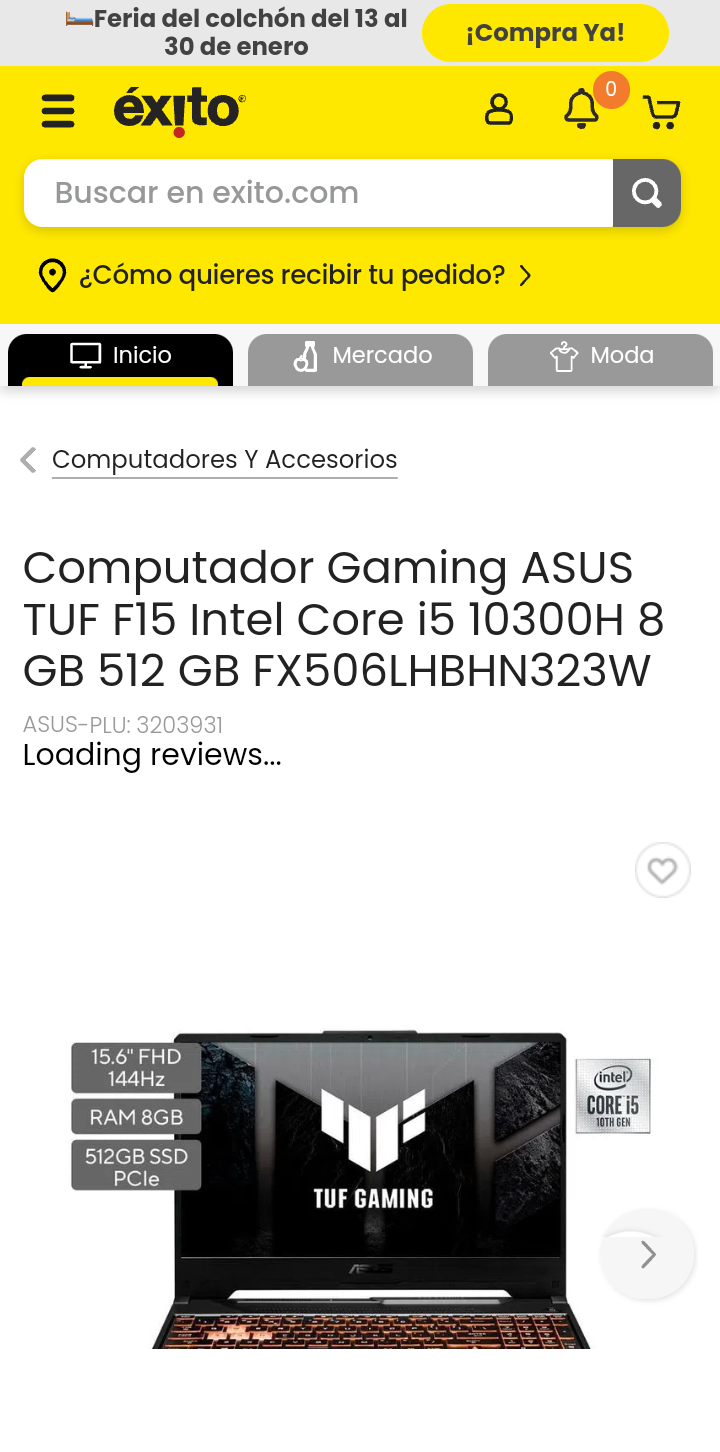 Feria del colchón del 13 al
30 de enero
¡Compra Ya!
éxito
0
Buscar en exito.com
¿Cómo quieres recibir tu pedido?
Inicio
Mercado
Moda
Computadores Y Accesorios
Computador Gaming ASUS
TUF F15 Intel Core i5 10300H 8
GB 512 GB FX506LHBHN323W
ASUS-PLU: 3203931
Loading reviews...
15.6" FHD
144Hz
RAM 8GB
512GB SSD
PCIe
TUF GAMING
ASUS
intel
CORE i5
10TH GEN